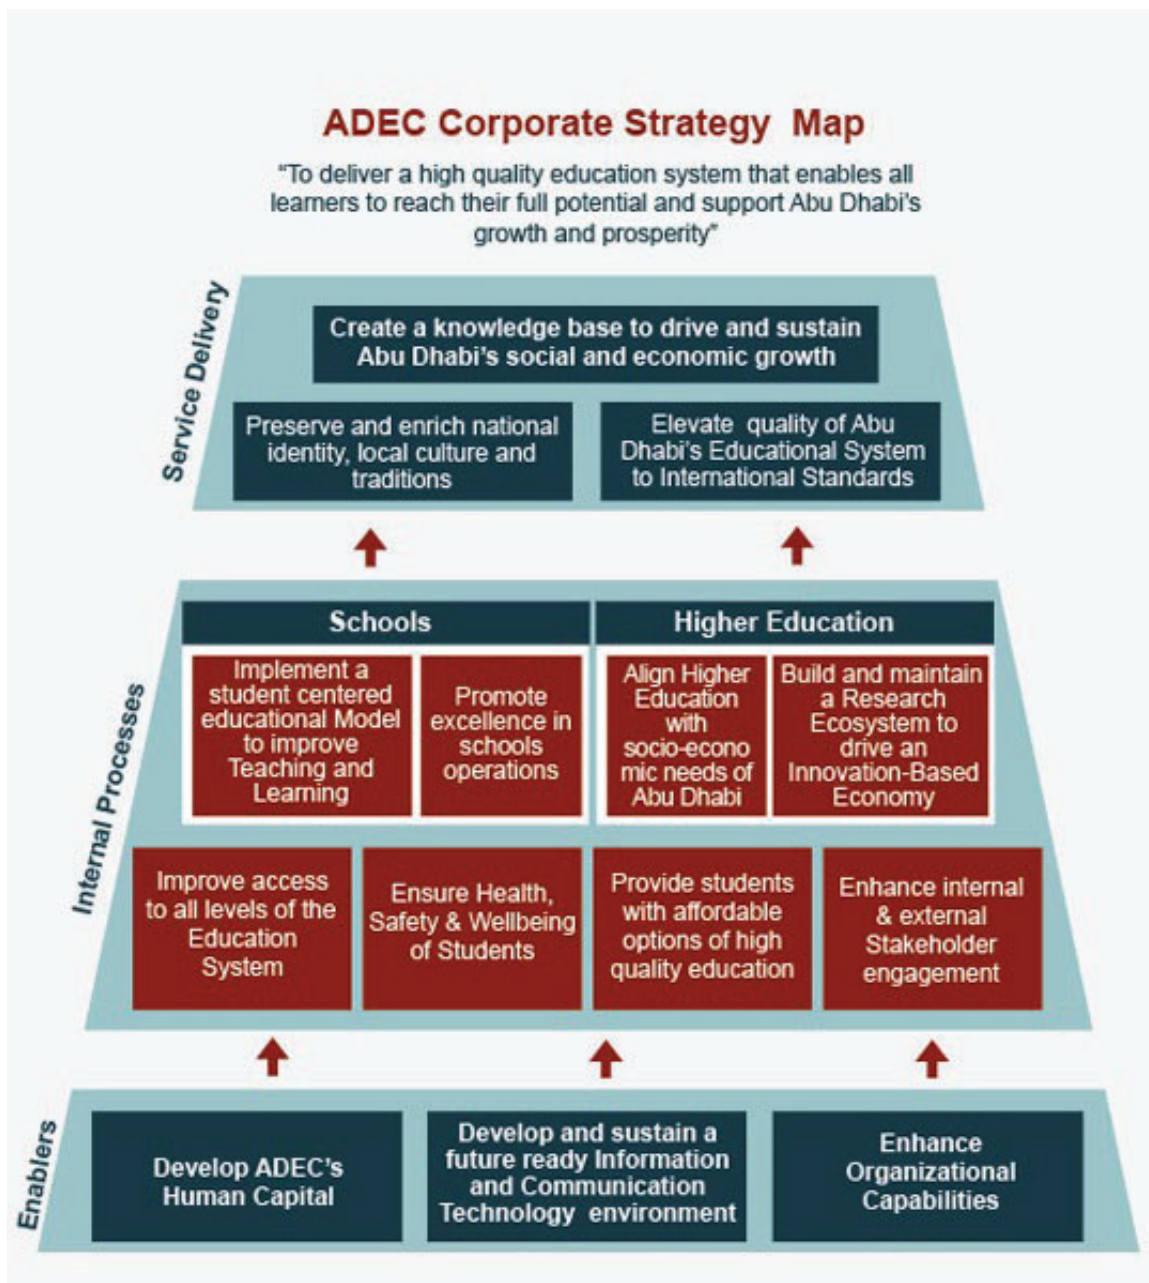 ADEC Corporate Strategy Map
"To deliver a high quality education system that enables all
learners to reach their full potential and support Abu Dhabi's
growth and prosperity"
Service Delivery
Create a knowledge base to drive and sustain
Abu Dhabi's social and economic growth
Preserve and enrich national
identity, local culture and
traditions
Elevate quality of Abu
Dhabi's Educational System
to International Standards
Internal Processes
Schools
Implement a
student centered
educational Model
to improve
Teaching and
Learning
Promote
excellence in
schools
operations
Higher Education
Align Higher
Education
with
socio-econo
mic needs of
Abu Dhabi
Build and maintain
a Research
Ecosystem to
drive an
Innovation-Based
Economy
Improve access
to all levels of the
Education
System
Ensure Health,
Safety & Wellbeing
of Students
Provide students
with affordable
options of high
quality education
Enhance internal
& external
Stakeholder
engagement
Enablers
Develop ADEC's
Human Capital
Develop and sustain a
future ready Information
and Communication
Technology environment
Enhance
Organizational
Capabilities